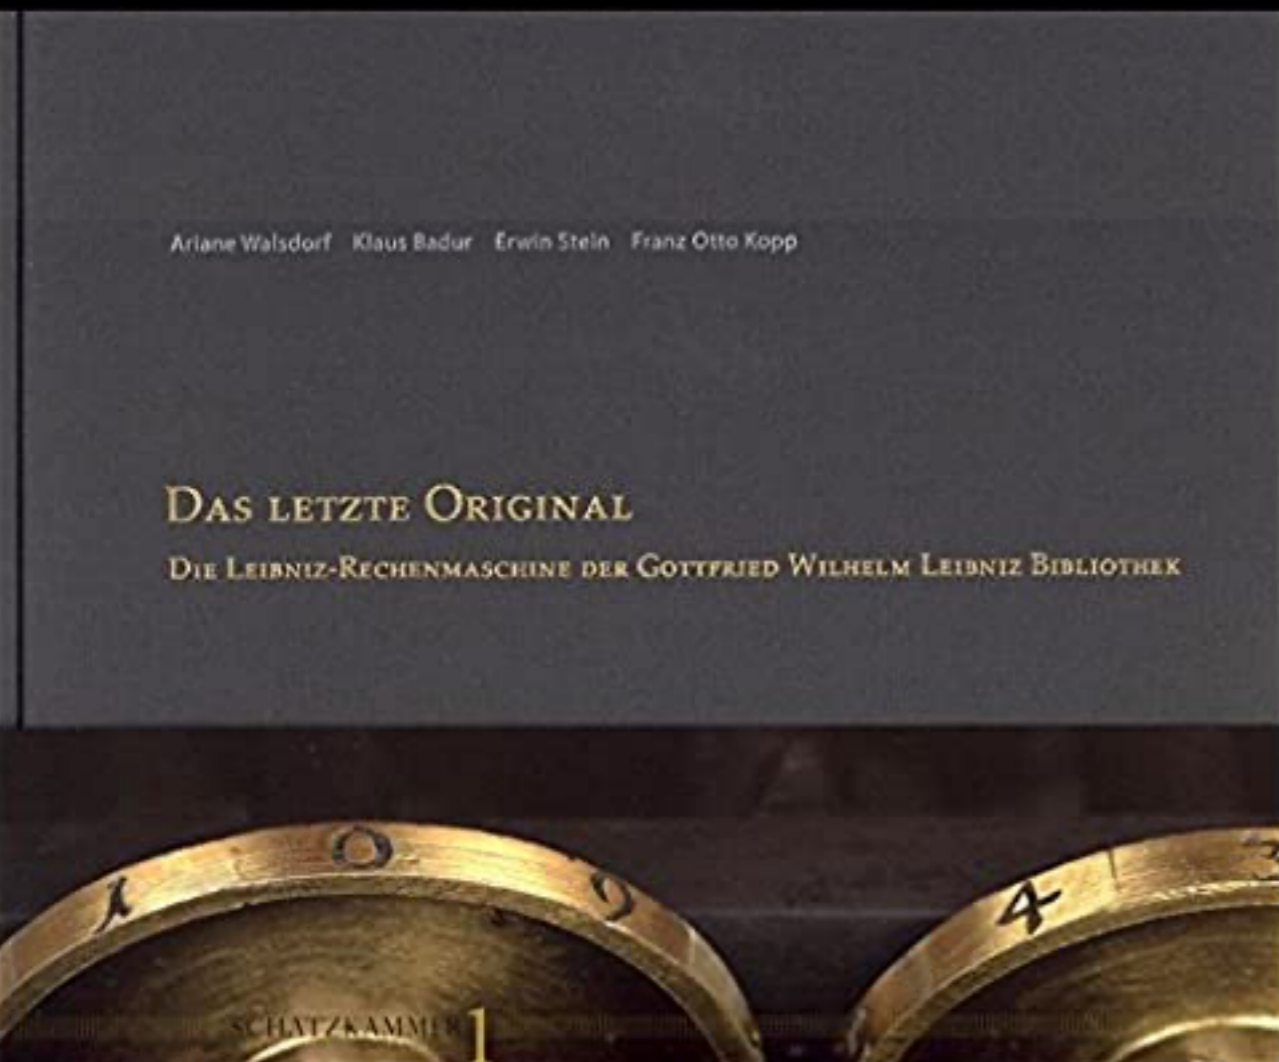 Ariane Walsdorf Klaus Badur Erwin Stein Franz Otto Kopp
DAS LETZTE ORIGINAL
DIE LEIBNIZ-RECHENMASCHINE DER GOTTFRIED WILHELM LEIBNIZ BIBLIOTHEK
1 0 9 4 3
SCHATZKAMMER 1